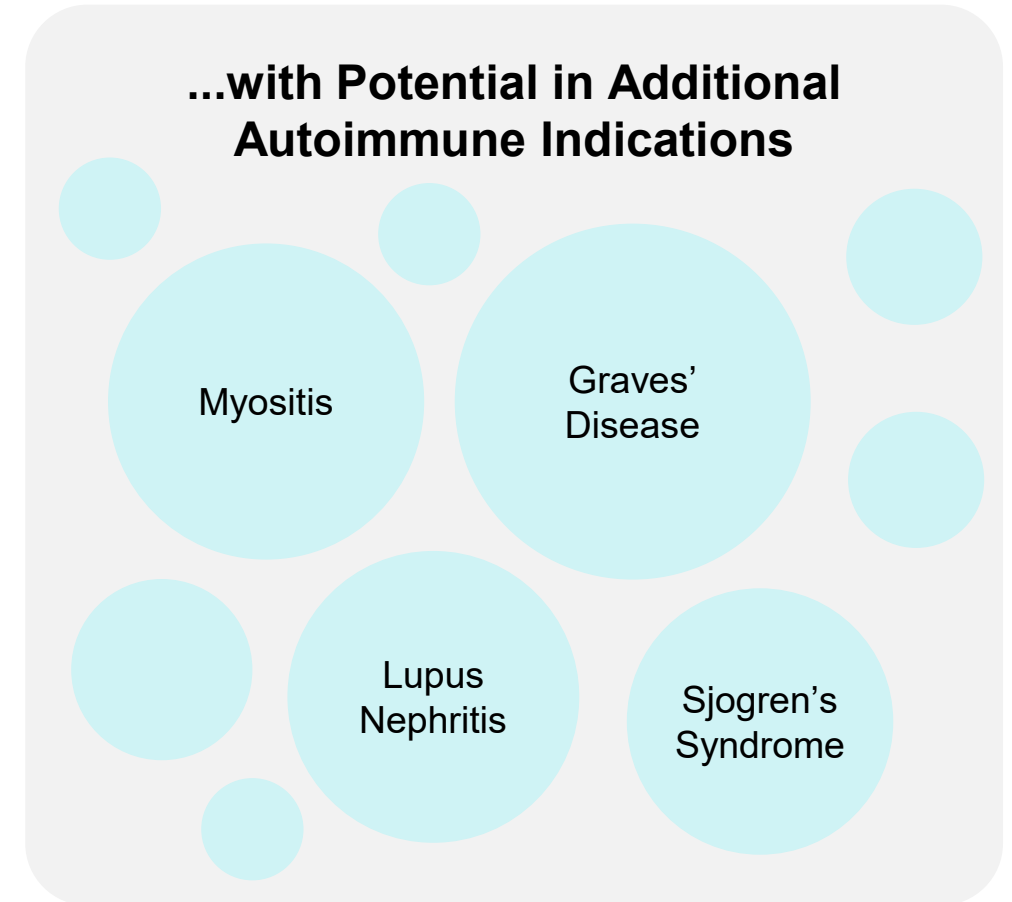 ...with Potential in Additional
Autoimmune Indications
Myositis
Graves’
Disease
Lupus
Nephritis
Sjogren’s
Syndrome